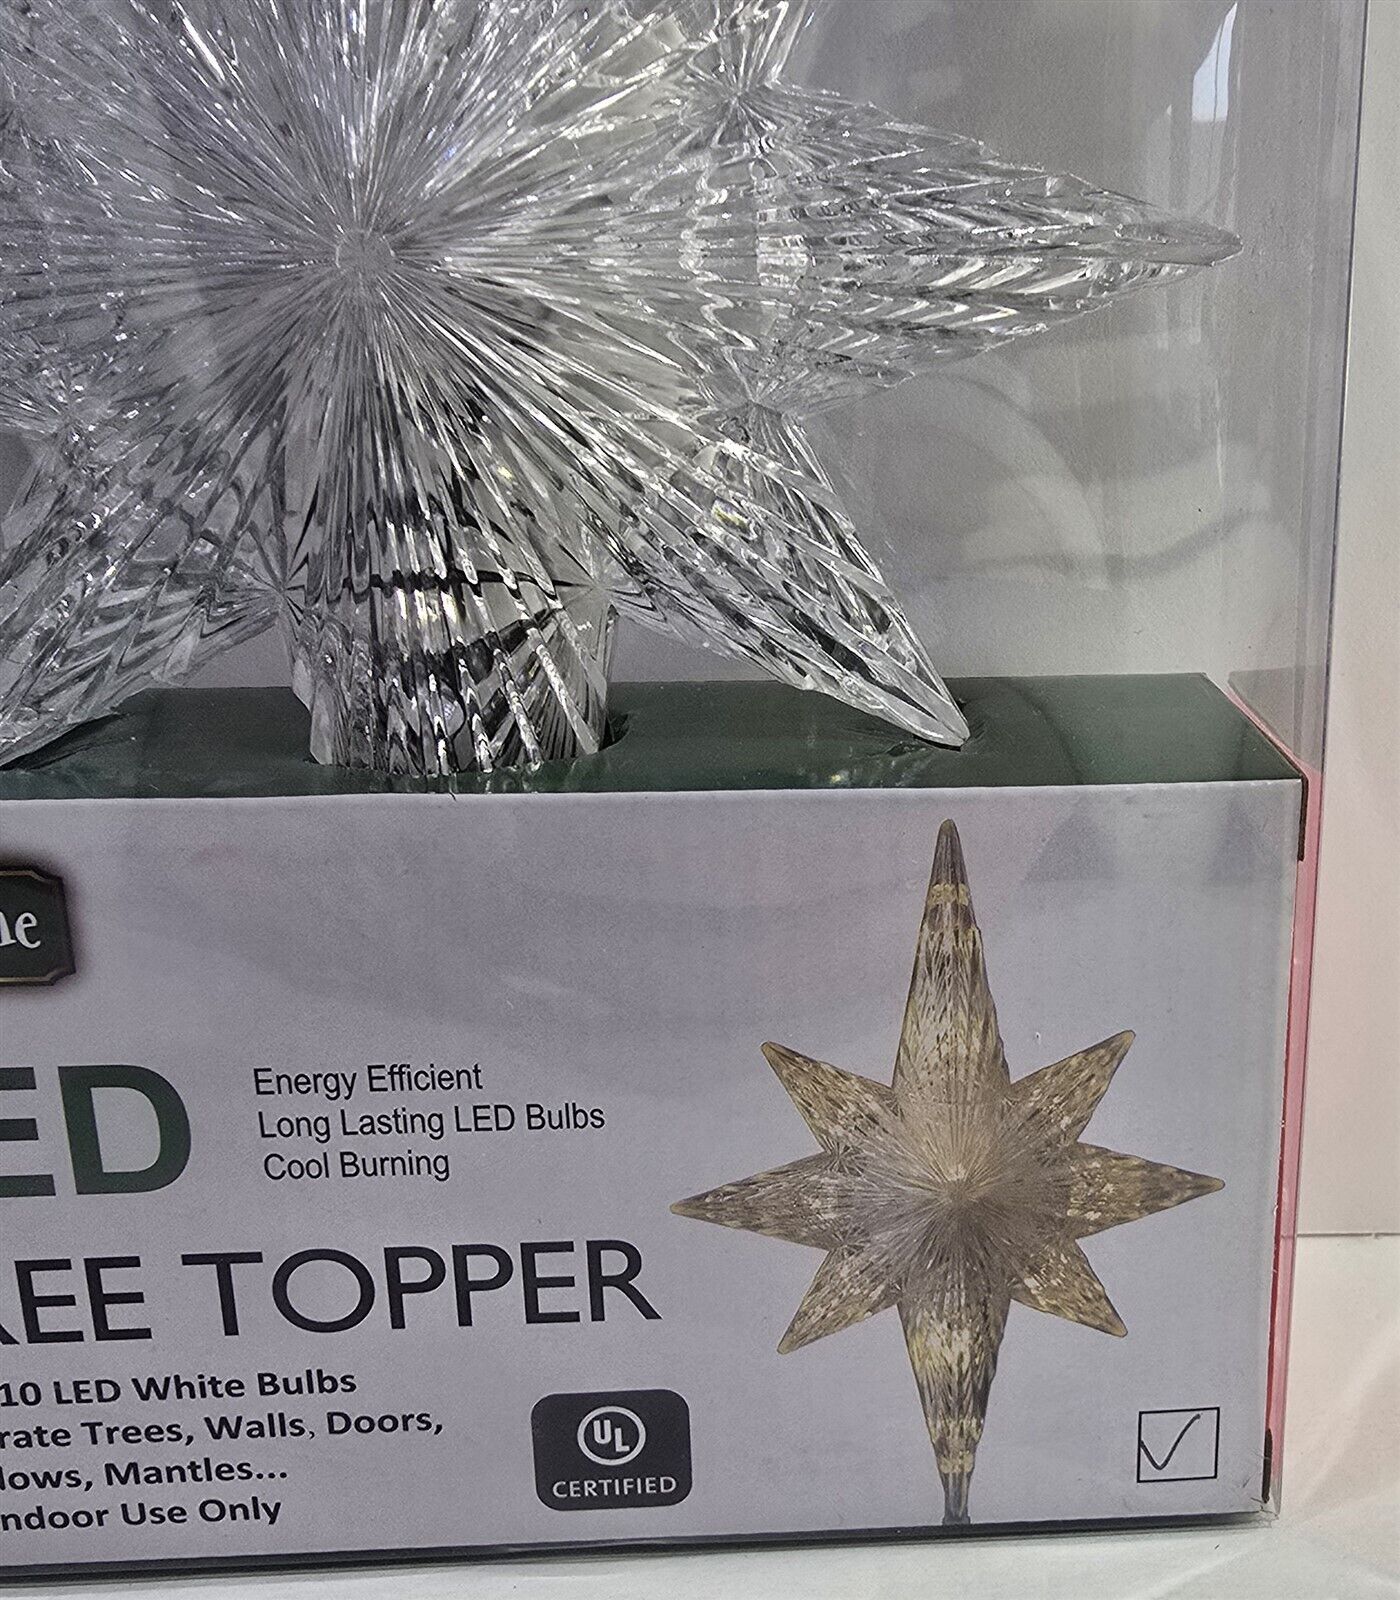 ne
ED
Energy Efficient
Long Lasting LED Bulbs
Cool Burning
REE TOPPER
10 LED White Bulbs
rate Trees, Walls, Doors,
lows, Mantles...
ndoor Use Only
UL
CERTIFIED